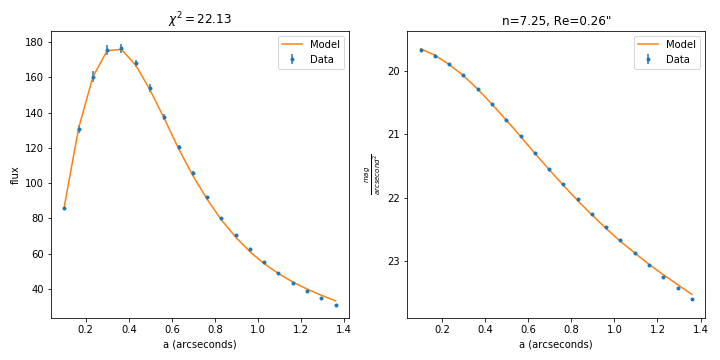 χ² = 22.13
Model
Data
flux
180
160
140
120
100
80
60
40
0.2 0.4 0.6 0.8 1.0 1.2 1.4
a (arcseconds)
n=7.25, Re=0.26"
Model
Data
mag/arcsecond²
20
21
22
23
0.2 0.4 0.6 0.8 1.0 1.2 1.4
a (arcseconds)